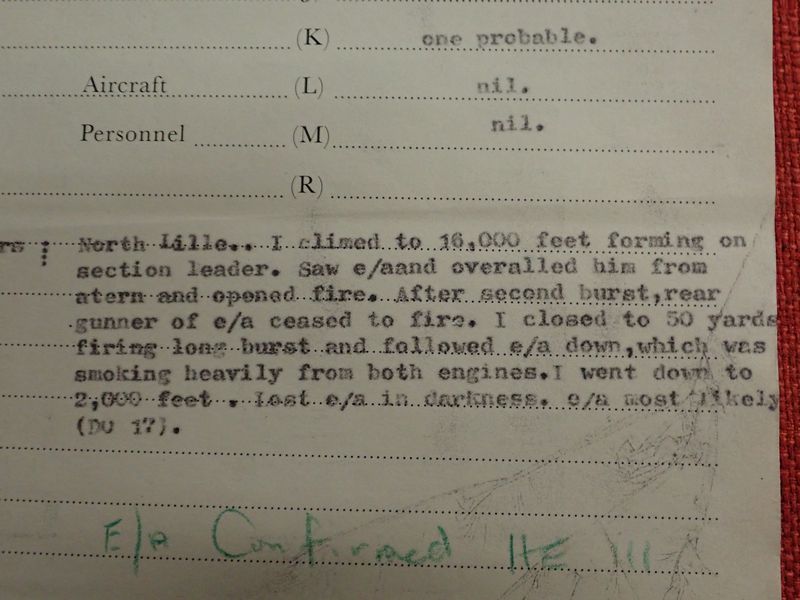 (K) one probable.
Aircraft (L) nil.
Personnel (M) nil.
(R)
rs : North Lille.. I climed to 16,000 feet forming on
section leader. Saw e/aand overalled him from
atern and opened fire. After second burst,rear
gunner of e/a ceased to fire. I closed to 50 yards
firing long burst and followed e/a down,which was
smoking heavily from both engines.I went down to
2,000 feet . Lost e/a in darkness. e/a most likely
(DO 17).
E/A Confirmed HE 111